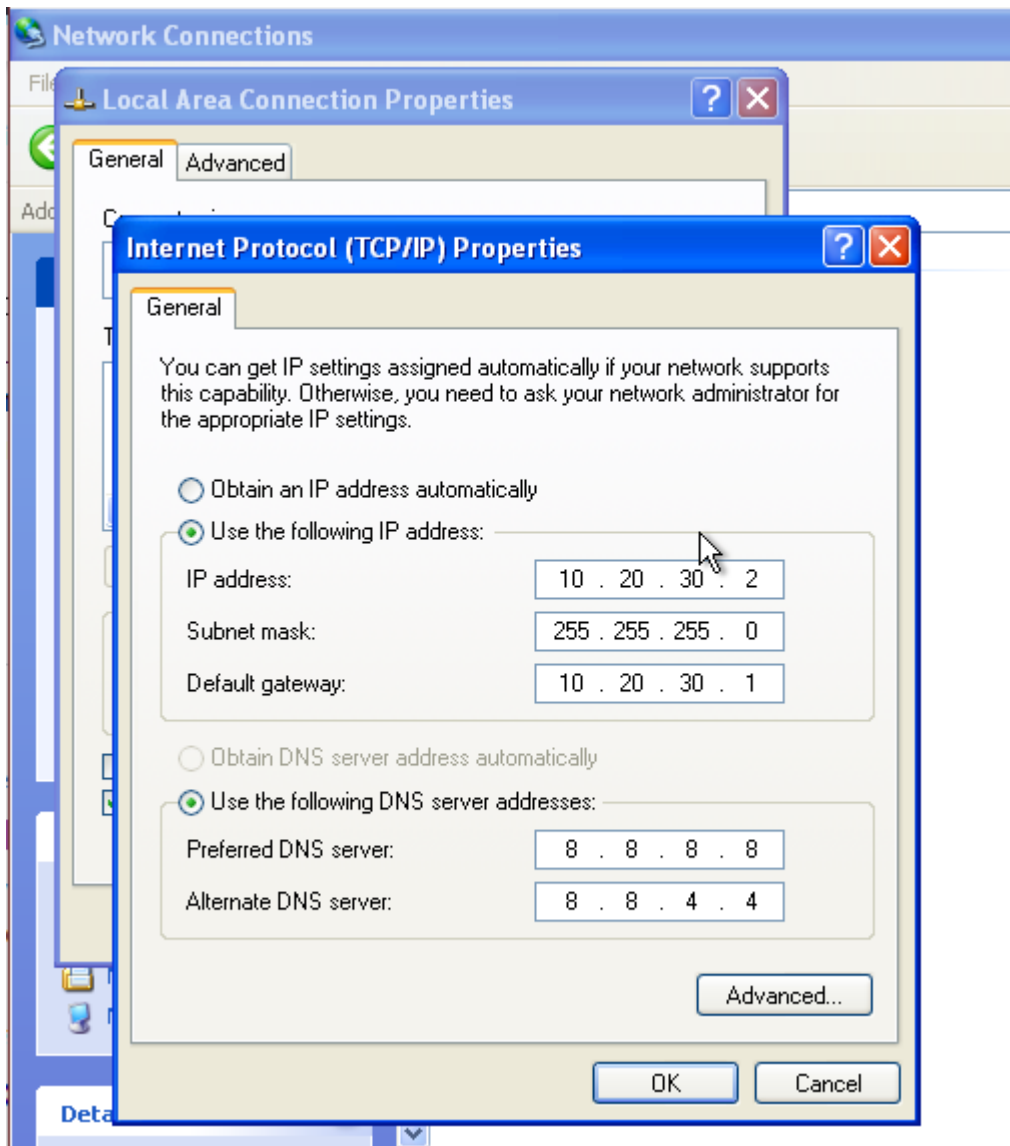 Network Connections
File
Local Area Connection Properties
General
Advanced
Internet Protocol (TCP/IP) Properties
General
You can get IP settings assigned automatically if your network supports
this capability. Otherwise, you need to ask your network administrator for
the appropriate IP settings.
Obtain an IP address automatically
Use the following IP address:
IP address: 10 . 20 . 30 . 2
Subnet mask: 255 . 255 . 255 . 0
Default gateway: 10 . 20 . 30 . 1
Obtain DNS server address automatically
Use the following DNS server addresses:
Preferred DNS server: 8 . 8 . 8 . 8
Alternate DNS server: 8 . 8 . 4 . 4
Advanced...
OK
Cancel
Deta